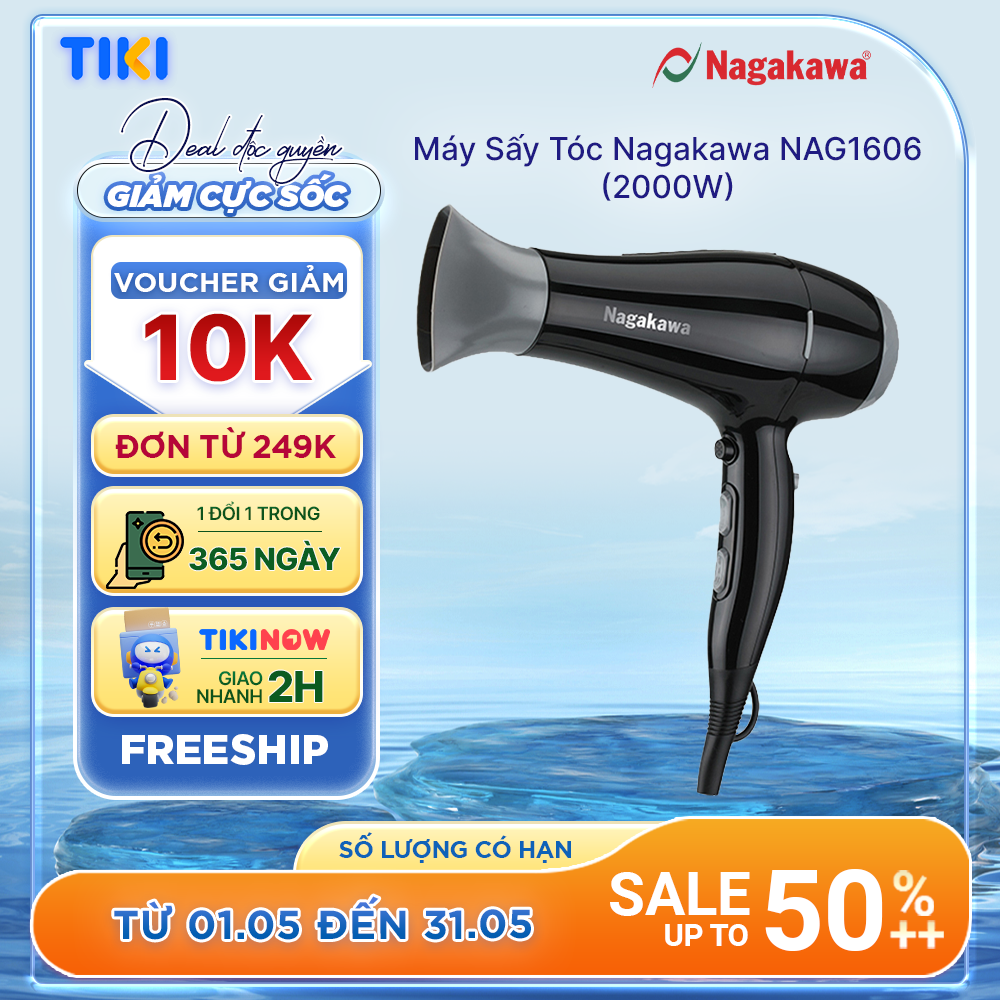 TIKI
Nagakawa®
Deal độc quyền
GIẢM CỰC SỐC
Máy Sấy Tóc Nagakawa NAG1606
(2000W)
VOUCHER GIẢM
10K
ĐƠN TỪ 249K
1 ĐỔI 1 TRONG
365 NGÀY
TIKINOW
GIAO
NHANH 2H
FREESHIP
Nagakawa
SỐ LƯỢNG CÓ HẠN
TỪ 01.05 ĐẾN 31.05
SALE
UP TO 50%
++